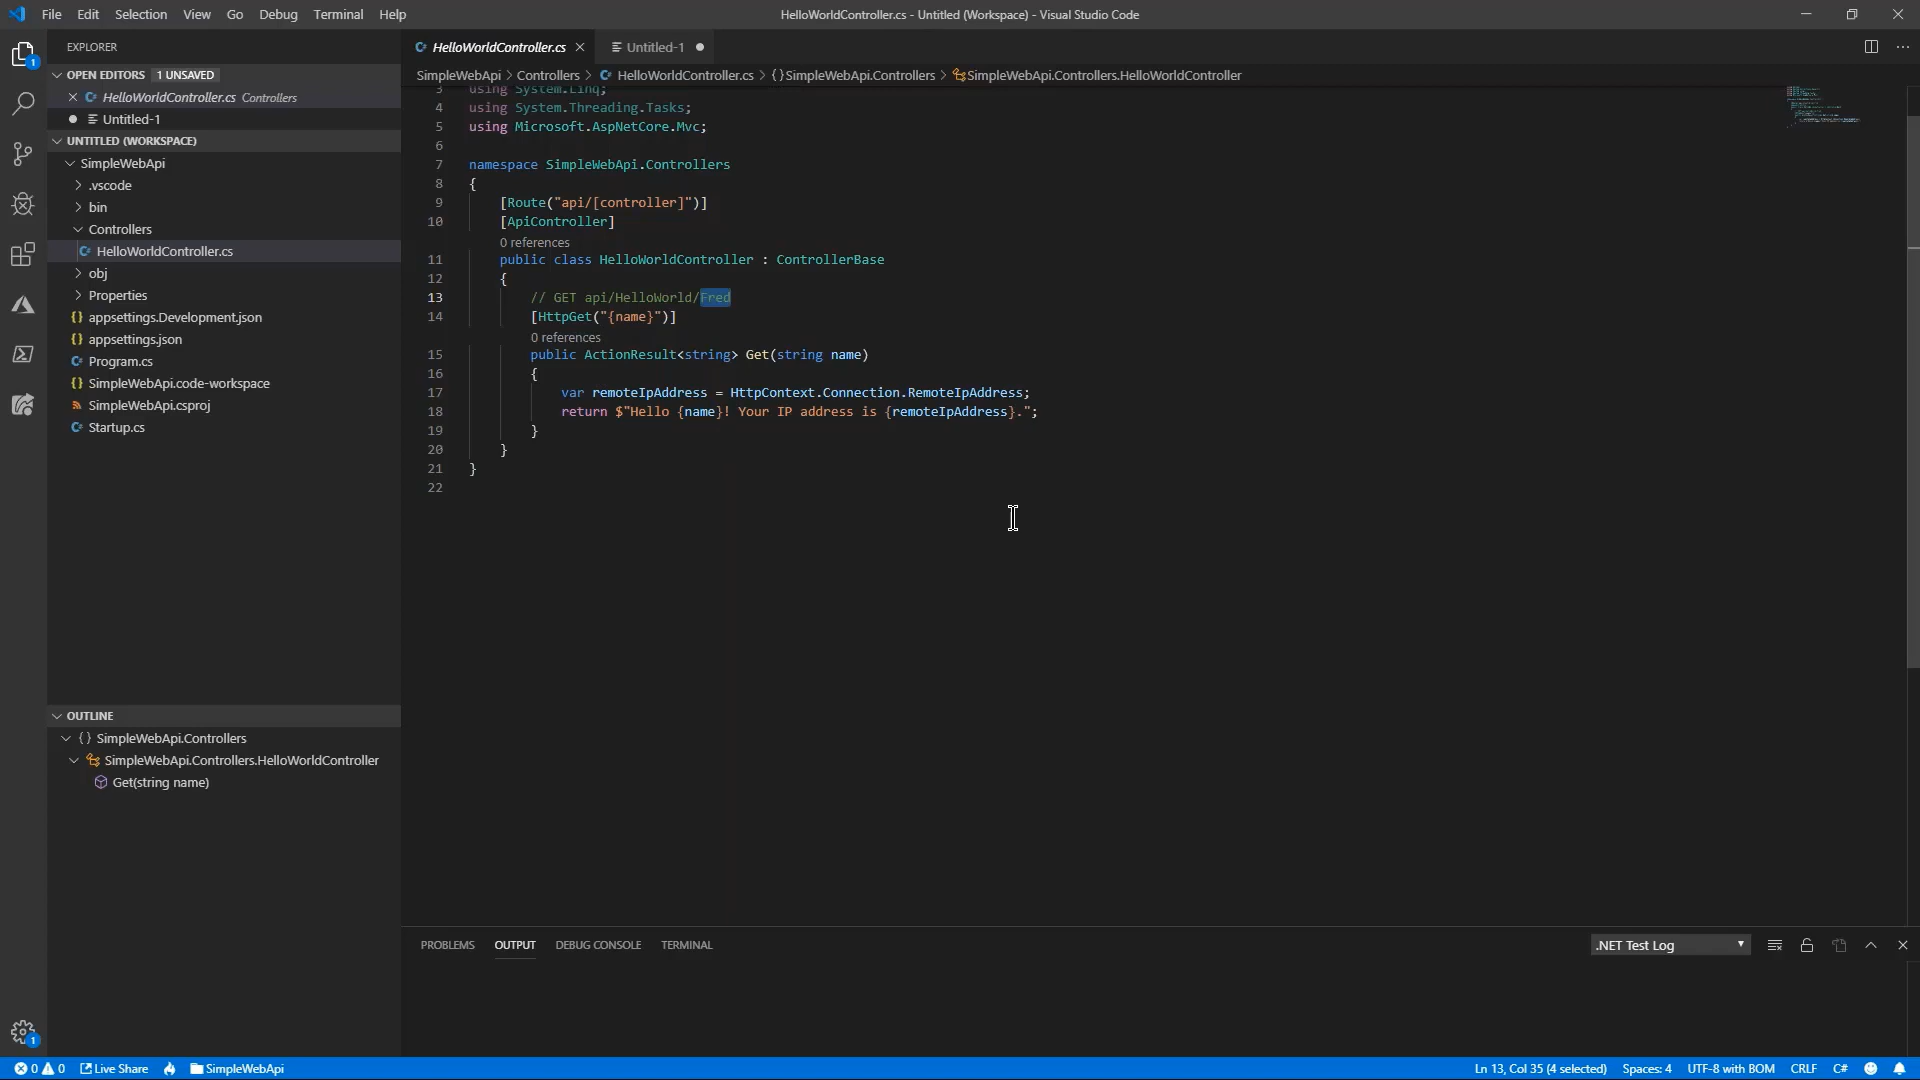 File Edit Selection View Go Debug Terminal Help
HelloWorldController.cs - Untitled (Workspace) - Visual Studio Code
EXPLORER
1
OPEN EDITORS 1 UNSAVED
HelloWorldController.cs Controllers
Untitled-1
UNTITLED (WORKSPACE)
SimpleWebApi
.vscode
bin
Controllers
HelloWorldController.cs
obj
Properties
appsettings.Development.json
appsettings.json
Program.cs
SimpleWebApi.code-workspace
SimpleWebApi.csproj
Startup.cs
OUTLINE
SimpleWebApi.Controllers
SimpleWebApi.Controllers.HelloWorldController
Get(string name)
1
HelloWorldController.cs Untitled-1
SimpleWebApi > Controllers > HelloWorldController.cs > {} SimpleWebApi.Controllers > SimpleWebApi.Controllers.HelloWorldController
3 using System.Linq;
4 using System.Threading.Tasks;
5 using Microsoft.AspNetCore.Mvc;
6
7 namespace SimpleWebApi.Controllers
8 {
9 [Route("api/[controller]")]
10 [ApiController]
0 references
11 public class HelloWorldController : ControllerBase
12 {
13 // GET api/HelloWorld/Fred
14 [HttpGet("{name}")]
0 references
15 public ActionResult<string> Get(string name)
16 {
17 var remoteIpAddress = HttpContext.Connection.RemoteIpAddress;
18 return $"Hello {name}! Your IP address is {remoteIpAddress}.";
19 }
20 }
21 }
22
PROBLEMS OUTPUT DEBUG CONSOLE TERMINAL
.NET Test Log
0 0 Live Share SimpleWebApi
Ln 13, Col 35 (4 selected) Spaces: 4 UTF-8 with BOM CRLF C#